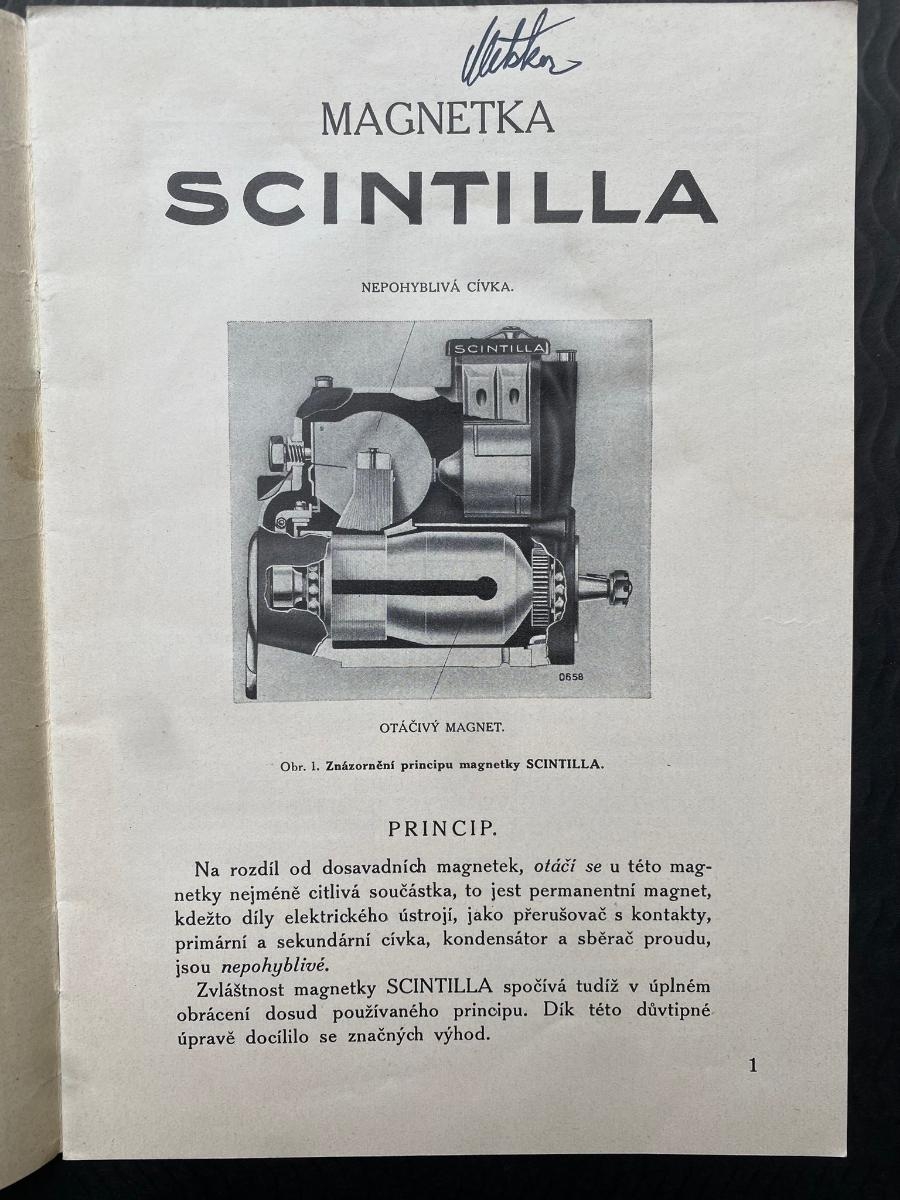 MAGNETKA
SCINTILLA
NEPOHYBLIVÁ CÍVKA.
SCINTILLA
D658
OTÁČIVÝ MAGNET.
Obr. 1. Znázornění principu magnetky SCINTILLA.
PRINCIP.
Na rozdíl od dosavadních magnetek, otáčí se u této mag-
netky nejméně citlivá součástka, to jest permanentní magnet,
kdežto díly elektrického ústrojí, jako přerušovač s kontakty,
primární a sekundární cívka, kondensátor a sběrač proudu,
jsou nepohyblivé.
Zvláštnost magnetky SCINTILLA spočívá tudíž v úplném
obrácení dosud používaného principu. Dík této důvtipné
úpravě docílilo se značných výhod.
1